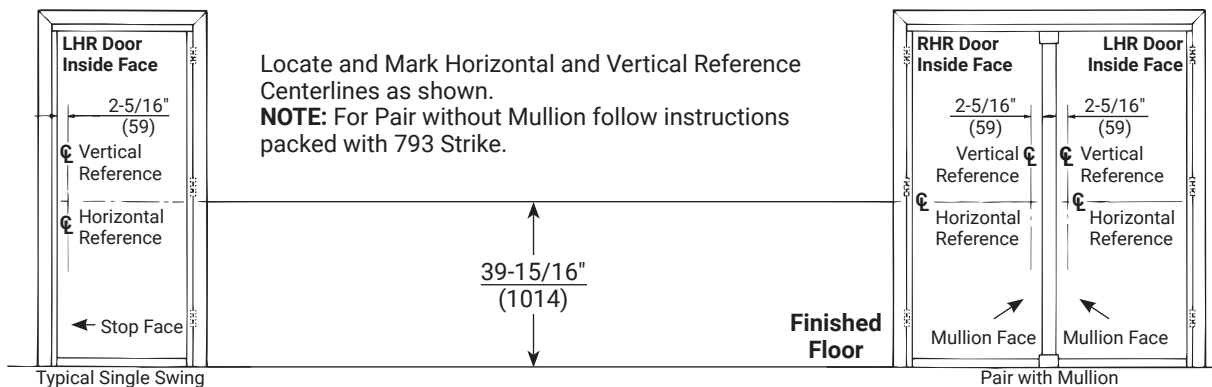 LHR Door
Inside Face
2-5/16"
(59)
℄ Vertical
Reference
℄ Horizontal
Reference
Stop Face
Typical Single Swing
Locate and Mark Horizontal and Vertical Reference
Centerlines as shown.
NOTE: For Pair without Mullion follow instructions
packed with 793 Strike.
39-15/16"
(1014)
Finished
Floor
RHR Door
Inside Face
2-5/16"
(59)
Vertical ℄
Reference
℄
Horizontal
Reference
Mullion Face
LHR Door
Inside Face
2-5/16"
(59)
℄ Vertical
Reference
℄
Horizontal
Reference
Mullion Face
Pair with Mullion